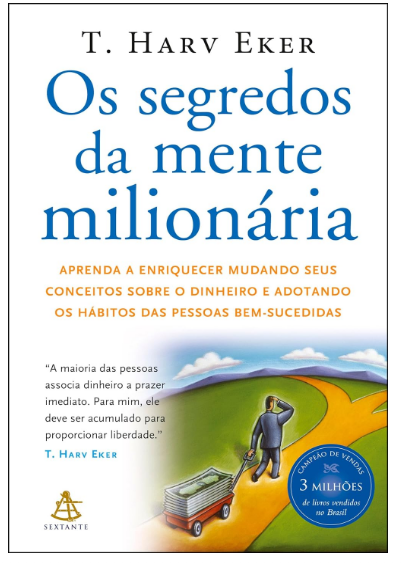 T. HARV EKER
Os segredos
da mente
milionária
APRENDA A ENRIQUECER MUDANDO SEUS
CONCEITOS SOBRE O DINHEIRO E ADOTANDO
OS HÁBITOS DAS PESSOAS BEM-SUCEDIDAS
“A maioria das pessoas
associa dinheiro a prazer
imediato. Para mim, ele
deve ser acumulado para
proporcionar liberdade.”
T. HARV EKER
CAMPEÃO DE VENDAS
3 MILHÕES
de livros vendidos
no Brasil
SEXTANTE